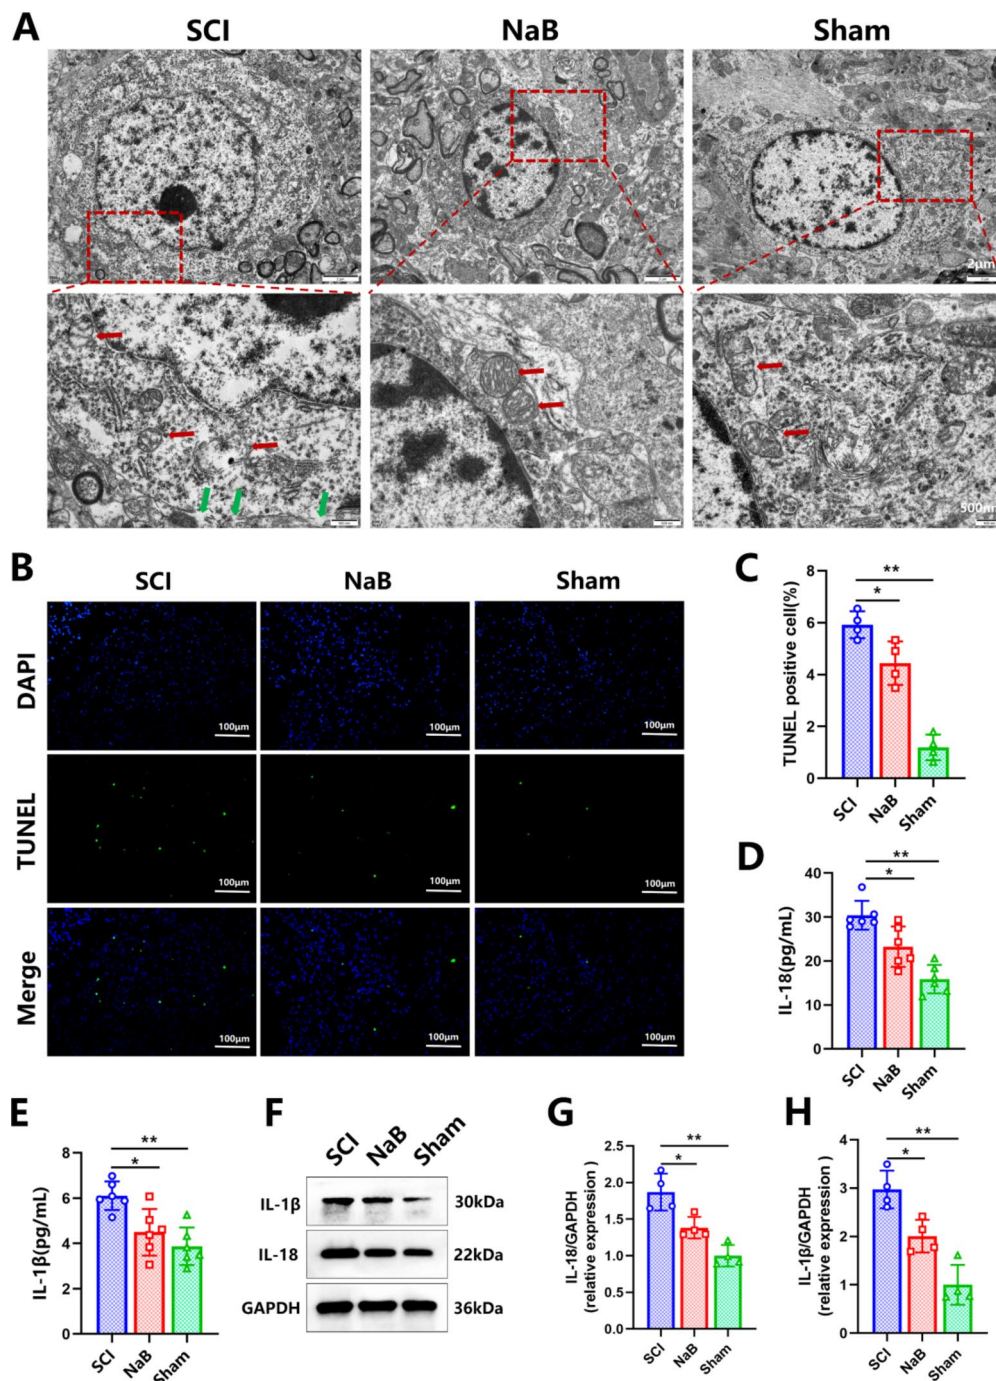 A
SCI NaB Sham
2μm
500nm
B
SCI NaB Sham
DAPI
100μm 100μm 100μm
TUNEL
100μm 100μm 100μm
Merge
100μm 100μm 100μm
C
**
*
TUNEL positive cell(%)
8
6
4
2
0
SCI NaB Sham
D
**
*
IL-18(pg/mL)
40
30
20
10
0
SCI NaB Sham
E
**
*
IL-1β(pg/mL)
8
6
4
2
0
SCI NaB Sham
F
SCI NaB Sham
IL-1β 30kDa
IL-18 22kDa
GAPDH 36kDa
G
**
*
IL-18/GAPDH
(relative expression )
2.5
2.0
1.5
1.0
0.5
0.0
SCI NaB Sham
H
**
*
IL-1β/GAPDH
(relative expression )
4
3
2
1
0
SCI NaB Sham